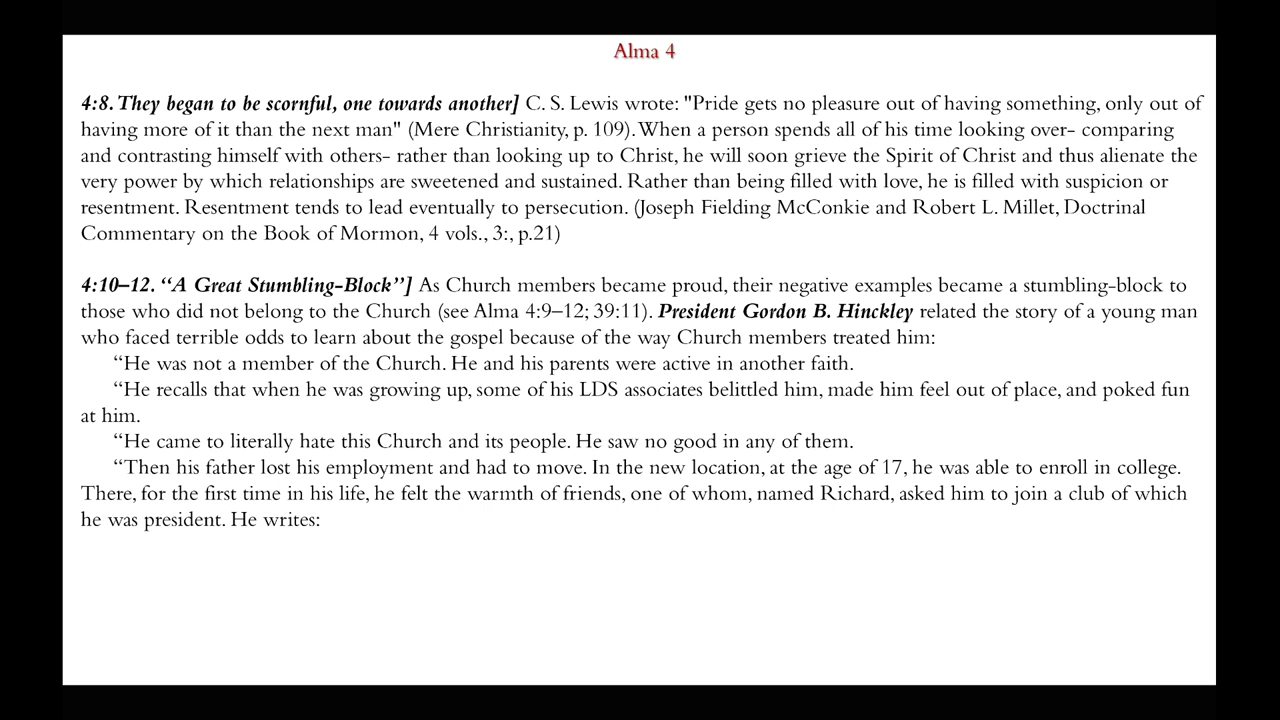 Alma 4
4:8. They began to be scornful, one towards another] C. S. Lewis wrote: "Pride gets no pleasure out of having something, only out of
having more of it than the next man" (Mere Christianity, p. 109). When a person spends all of his time looking over- comparing
and contrasting himself with others- rather than looking up to Christ, he will soon grieve the Spirit of Christ and thus alienate the
very power by which relationships are sweetened and sustained. Rather than being filled with love, he is filled with suspicion or
resentment. Resentment tends to lead eventually to persecution. (Joseph Fielding McConkie and Robert L. Millet, Doctrinal
Commentary on the Book of Mormon, 4 vols., 3:, p.21)
4:10–12. “A Great Stumbling-Block”] As Church members became proud, their negative examples became a stumbling-block to
those who did not belong to the Church (see Alma 4:9–12; 39:11). President Gordon B. Hinckley related the story of a young man
who faced terrible odds to learn about the gospel because of the way Church members treated him:
“He was not a member of the Church. He and his parents were active in another faith.
“He recalls that when he was growing up, some of his LDS associates belittled him, made him feel out of place, and poked fun
at him.
“He came to literally hate this Church and its people. He saw no good in any of them.
“Then his father lost his employment and had to move. In the new location, at the age of 17, he was able to enroll in college.
There, for the first time in his life, he felt the warmth of friends, one of whom, named Richard, asked him to join a club of which
he was president. He writes: